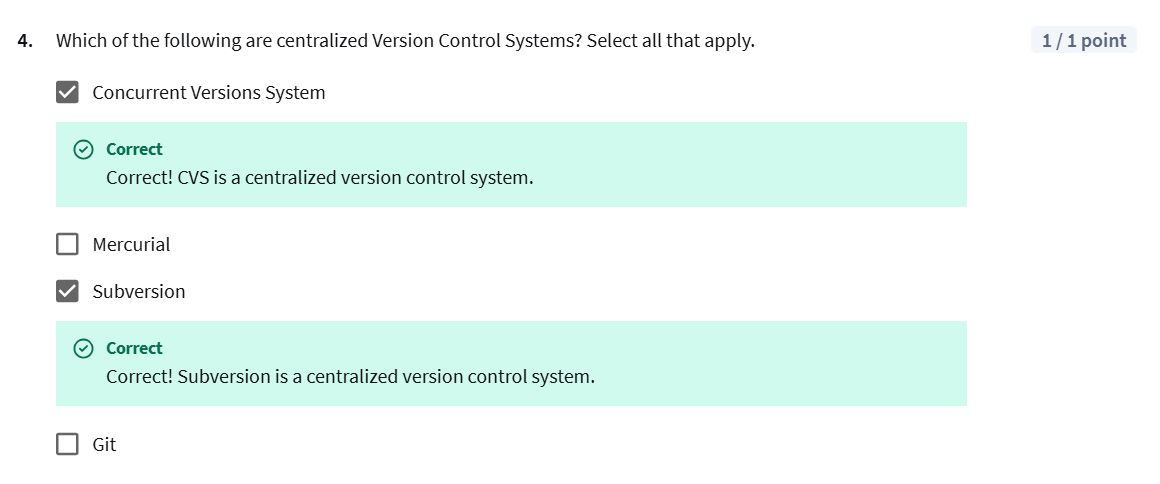 4. Which of the following are centralized Version Control Systems? Select all that apply.
1 / 1 point
Concurrent Versions System
Correct
Correct! CVS is a centralized version control system.
Mercurial
Subversion
Correct
Correct! Subversion is a centralized version control system.
Git